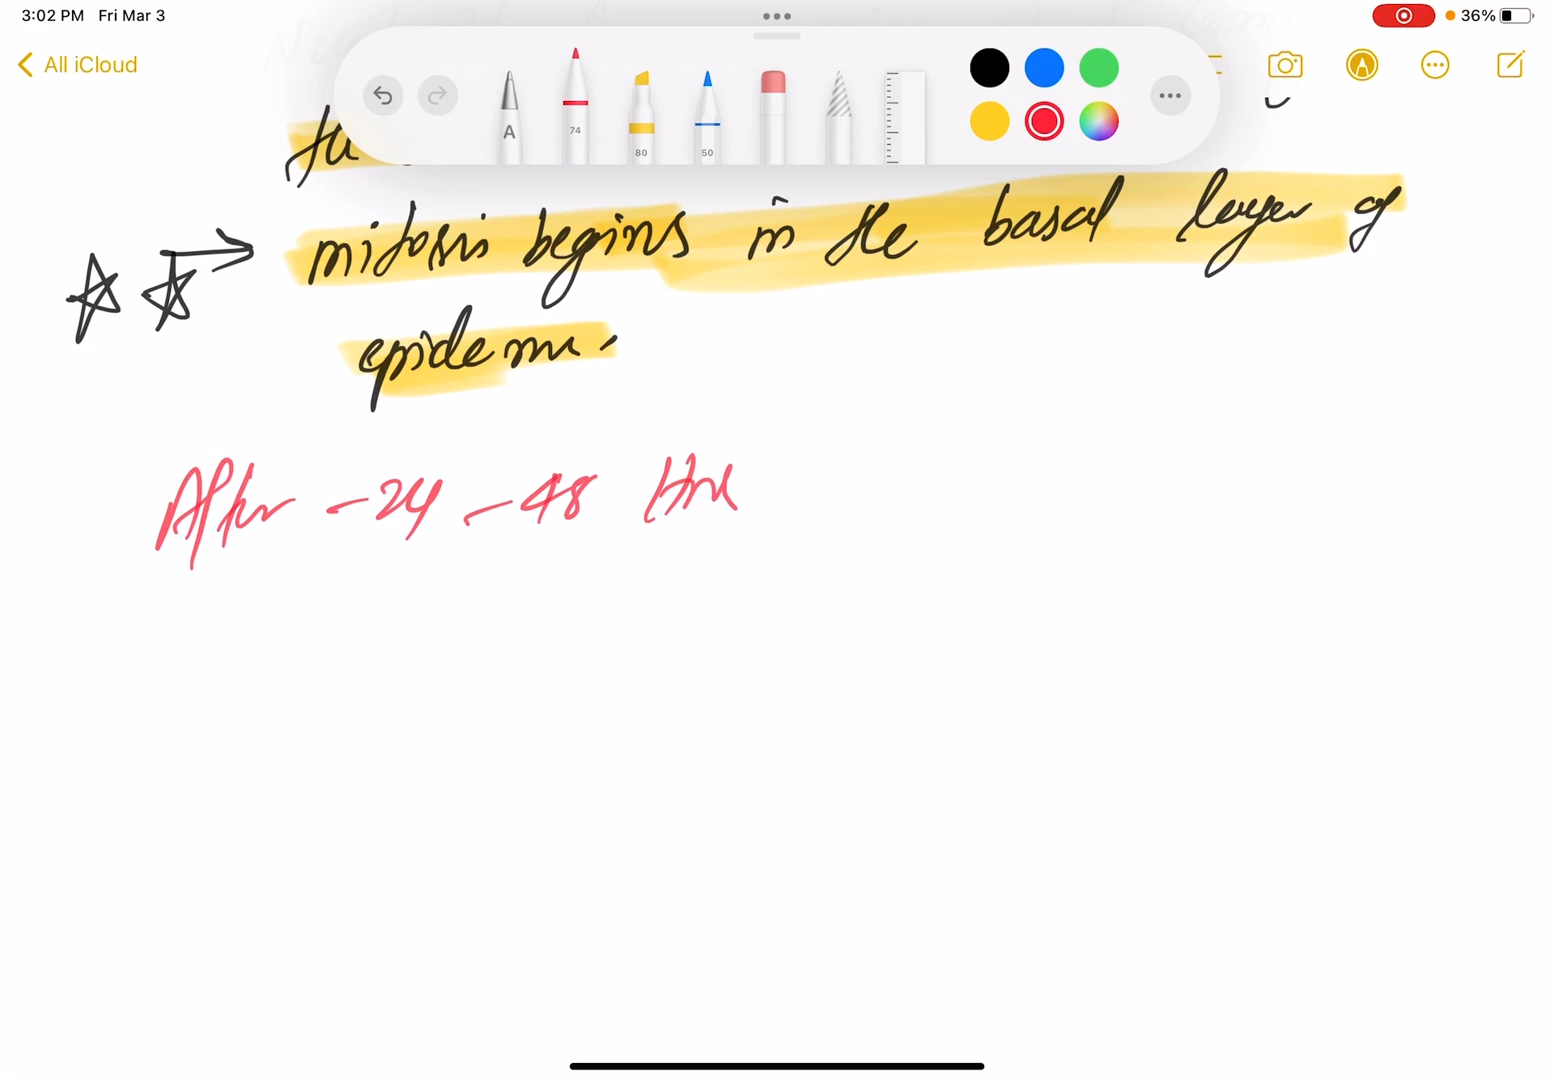 3:02 PM Fri Mar 3
36%
All iCloud
A
74
80
50
mitosis begins in the basal layer of
epiderms.
After - 24 - 48 Hrs